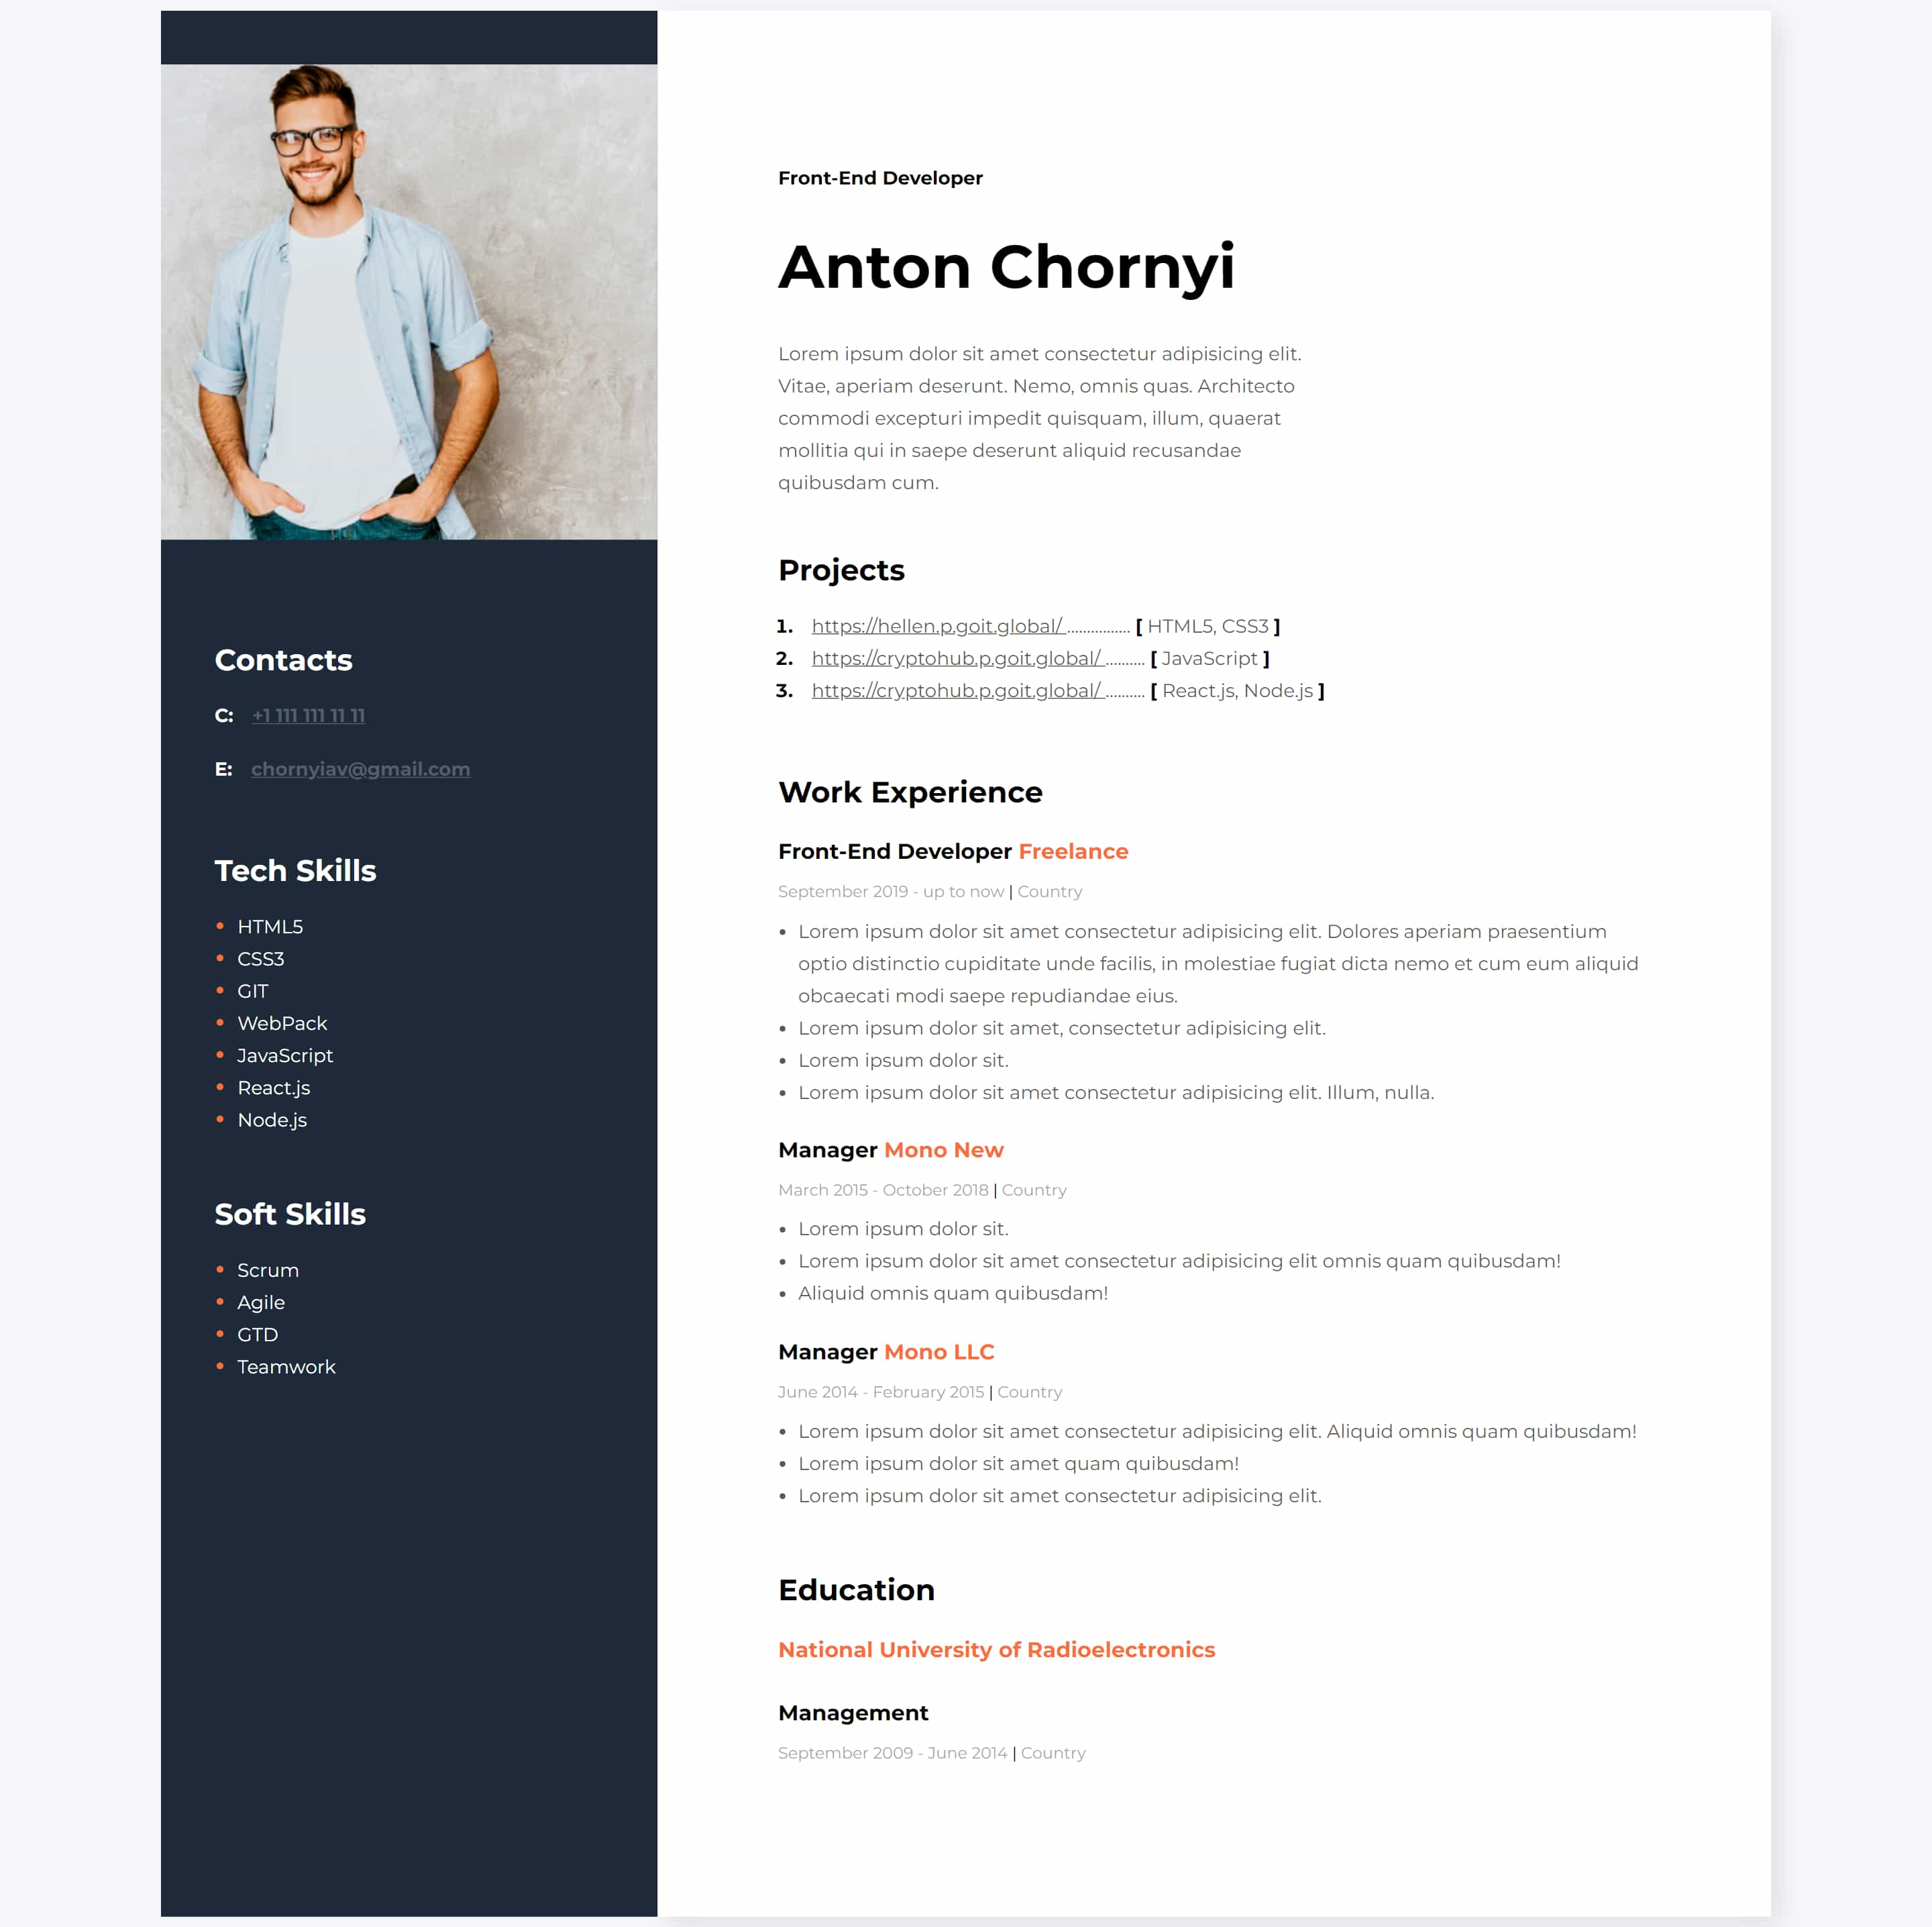 Contacts
C: +1 111 111 11 11
E: chornyiav@gmail.com
Tech Skills
• HTML5
• CSS3
• GIT
• WebPack
• JavaScript
• React.js
• Node.js
Soft Skills
• Scrum
• Agile
• GTD
• Teamwork
Front-End Developer
Anton Chornyi
Lorem ipsum dolor sit amet consectetur adipisicing elit.
Vitae, aperiam deserunt. Nemo, omnis quas. Architecto
commodi excepturi impedit quisquam, illum, quaerat
mollitia qui in saepe deserunt aliquid recusandae
quibusdam cum.
Projects
1. https://hellen.p.goit.global/ ................ [ HTML5, CSS3 ]
2. https://cryptohub.p.goit.global/ .......... [ JavaScript ]
3. https://cryptohub.p.goit.global/ .......... [ React.js, Node.js ]
Work Experience
Front-End Developer Freelance
September 2019 - up to now | Country
• Lorem ipsum dolor sit amet consectetur adipisicing elit. Dolores aperiam praesentium
optio distinctio cupiditate unde facilis, in molestiae fugiat dicta nemo et cum eum aliquid
obcaecati modi saepe repudiandae eius.
• Lorem ipsum dolor sit amet, consectetur adipisicing elit.
• Lorem ipsum dolor sit.
• Lorem ipsum dolor sit amet consectetur adipisicing elit. Illum, nulla.
Manager Mono New
March 2015 - October 2018 | Country
• Lorem ipsum dolor sit.
• Lorem ipsum dolor sit amet consectetur adipisicing elit omnis quam quibusdam!
• Aliquid omnis quam quibusdam!
Manager Mono LLC
June 2014 - February 2015 | Country
• Lorem ipsum dolor sit amet consectetur adipisicing elit. Aliquid omnis quam quibusdam!
• Lorem ipsum dolor sit amet quam quibusdam!
• Lorem ipsum dolor sit amet consectetur adipisicing elit.
Education
National University of Radioelectronics
Management
September 2009 - June 2014 | Country